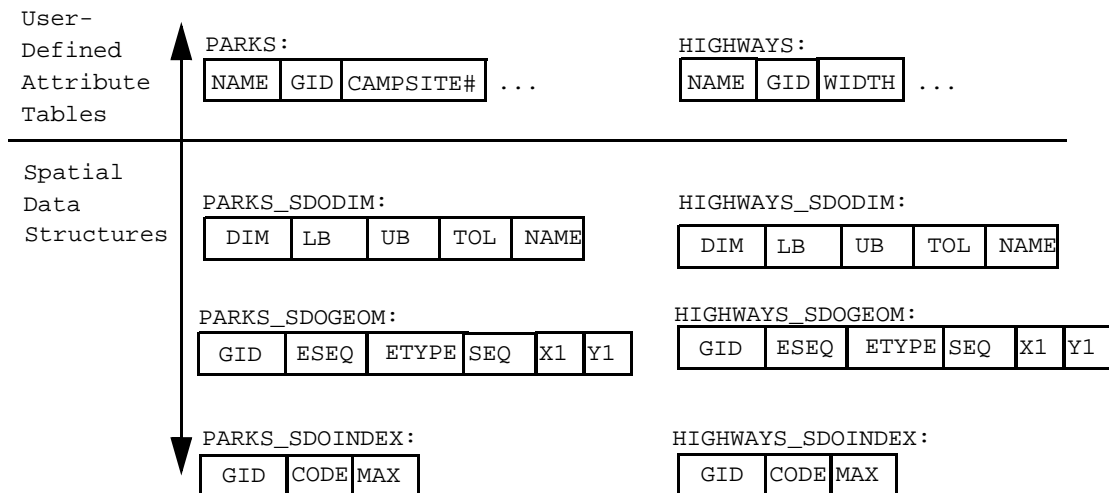 User-
Defined
Attribute
Tables
PARKS:
NAME GID CAMPSITE# ...
HIGHWAYS:
NAME GID WIDTH ...
Spatial
Data
Structures
PARKS_SDODIM:
DIM LB UB TOL NAME
HIGHWAYS_SDODIM:
DIM LB UB TOL NAME
PARKS_SDOGEOM:
GID ESEQ ETYPE SEQ X1 Y1
HIGHWAYS_SDOGEOM:
GID ESEQ ETYPE SEQ X1 Y1
PARKS_SDOINDEX:
GID CODE MAX
HIGHWAYS_SDOINDEX:
GID CODE MAX